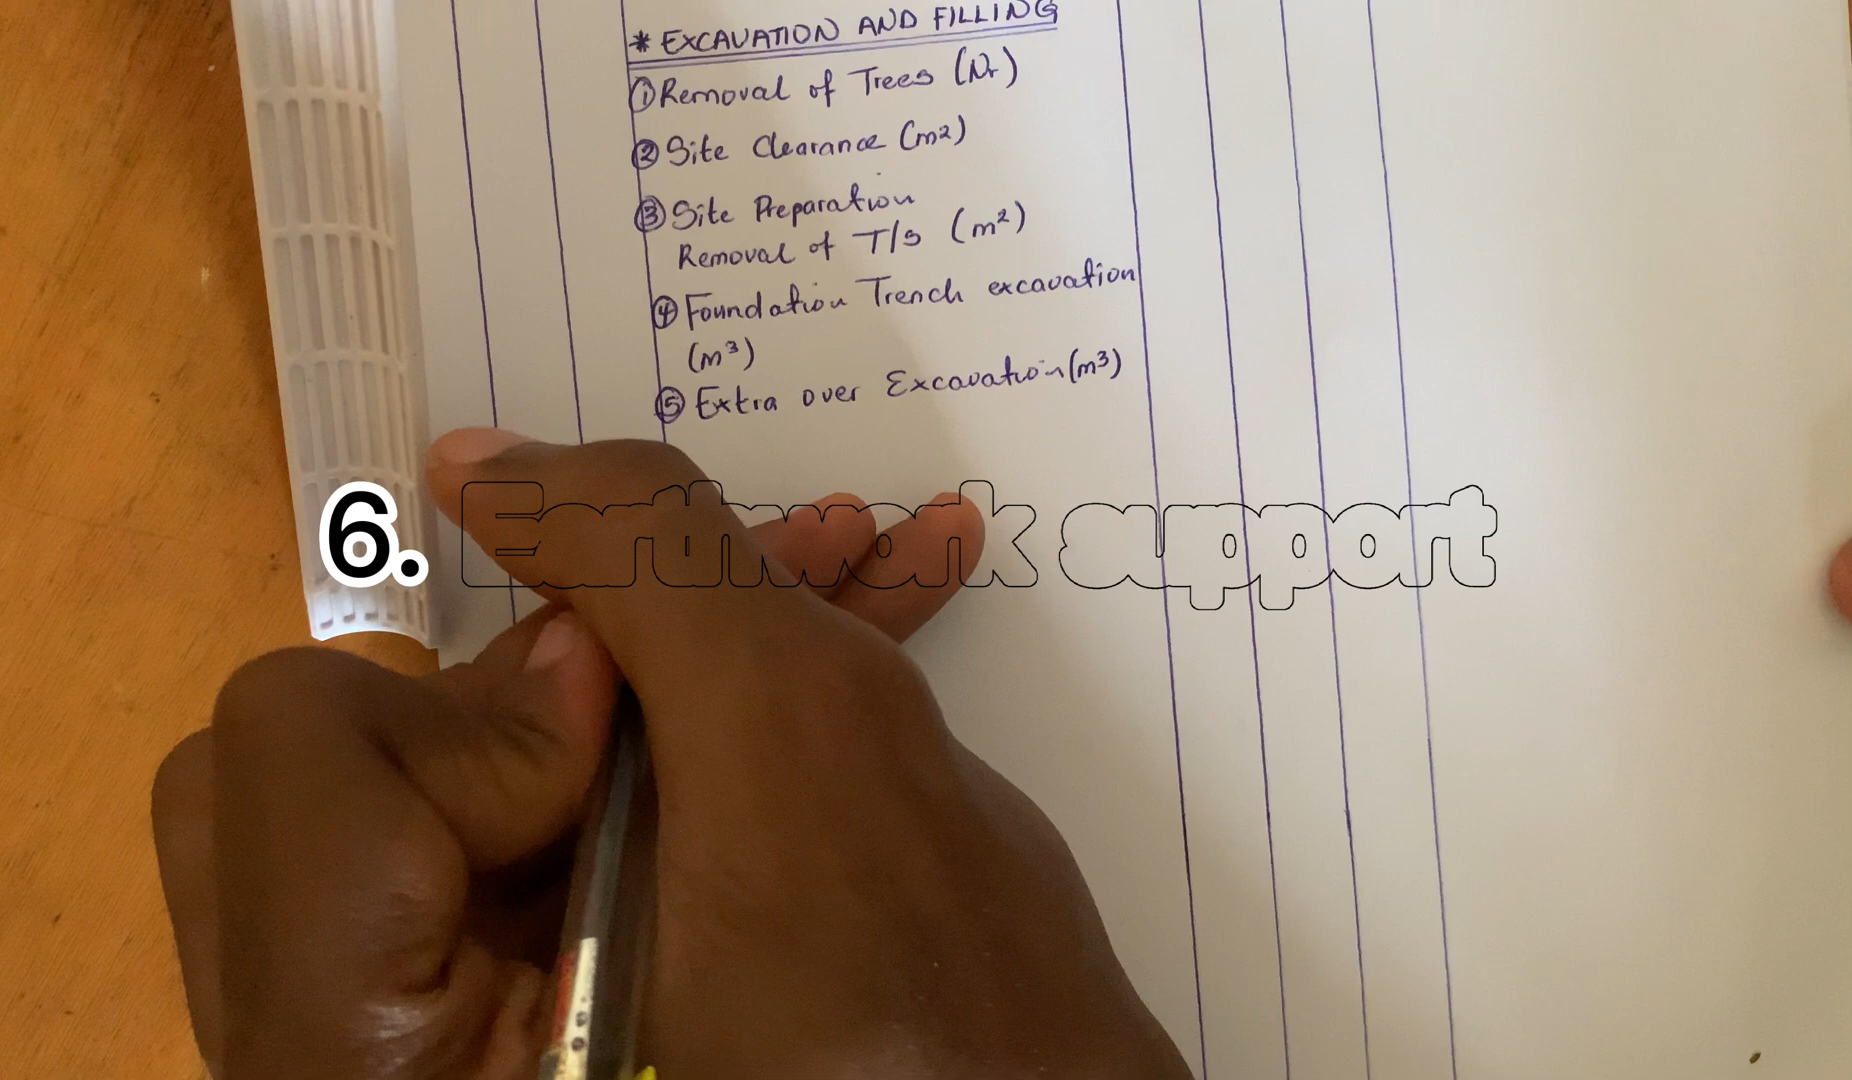 * EXCAVATION AND FILLING
① Removal of Trees (Nr)
② Site Clearance (m2)
③ Site Preparation
Removal of T/S (m²)
④ Foundation Trench excavation
(m³)
⑤ Extra over Excavation (m³)
6. Earthwork support